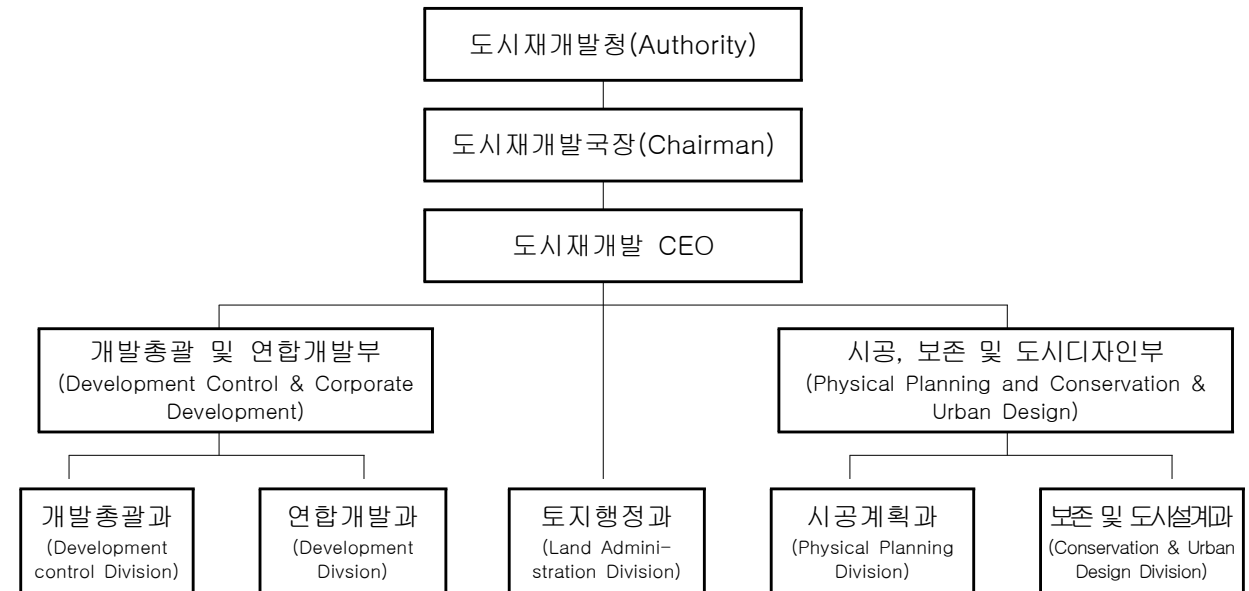 도시재개발청(Authority)
도시재개발국장(Chairman)
도시재개발 CEO
개발총괄 및 연합개발부
(Development Control & Corporate
Development)
시공, 보존 및 도시디자인부
(Physical Planning and Conservation &
Urban Design)
개발총괄과
(Development
control Division)
연합개발과
(Development
Divsion)
토지행정과
(Land Admini-
stration Division)
시공계획과
(Physical Planning
Division)
보존 및 도시설계과
(Conservation & Urban
Design Division)